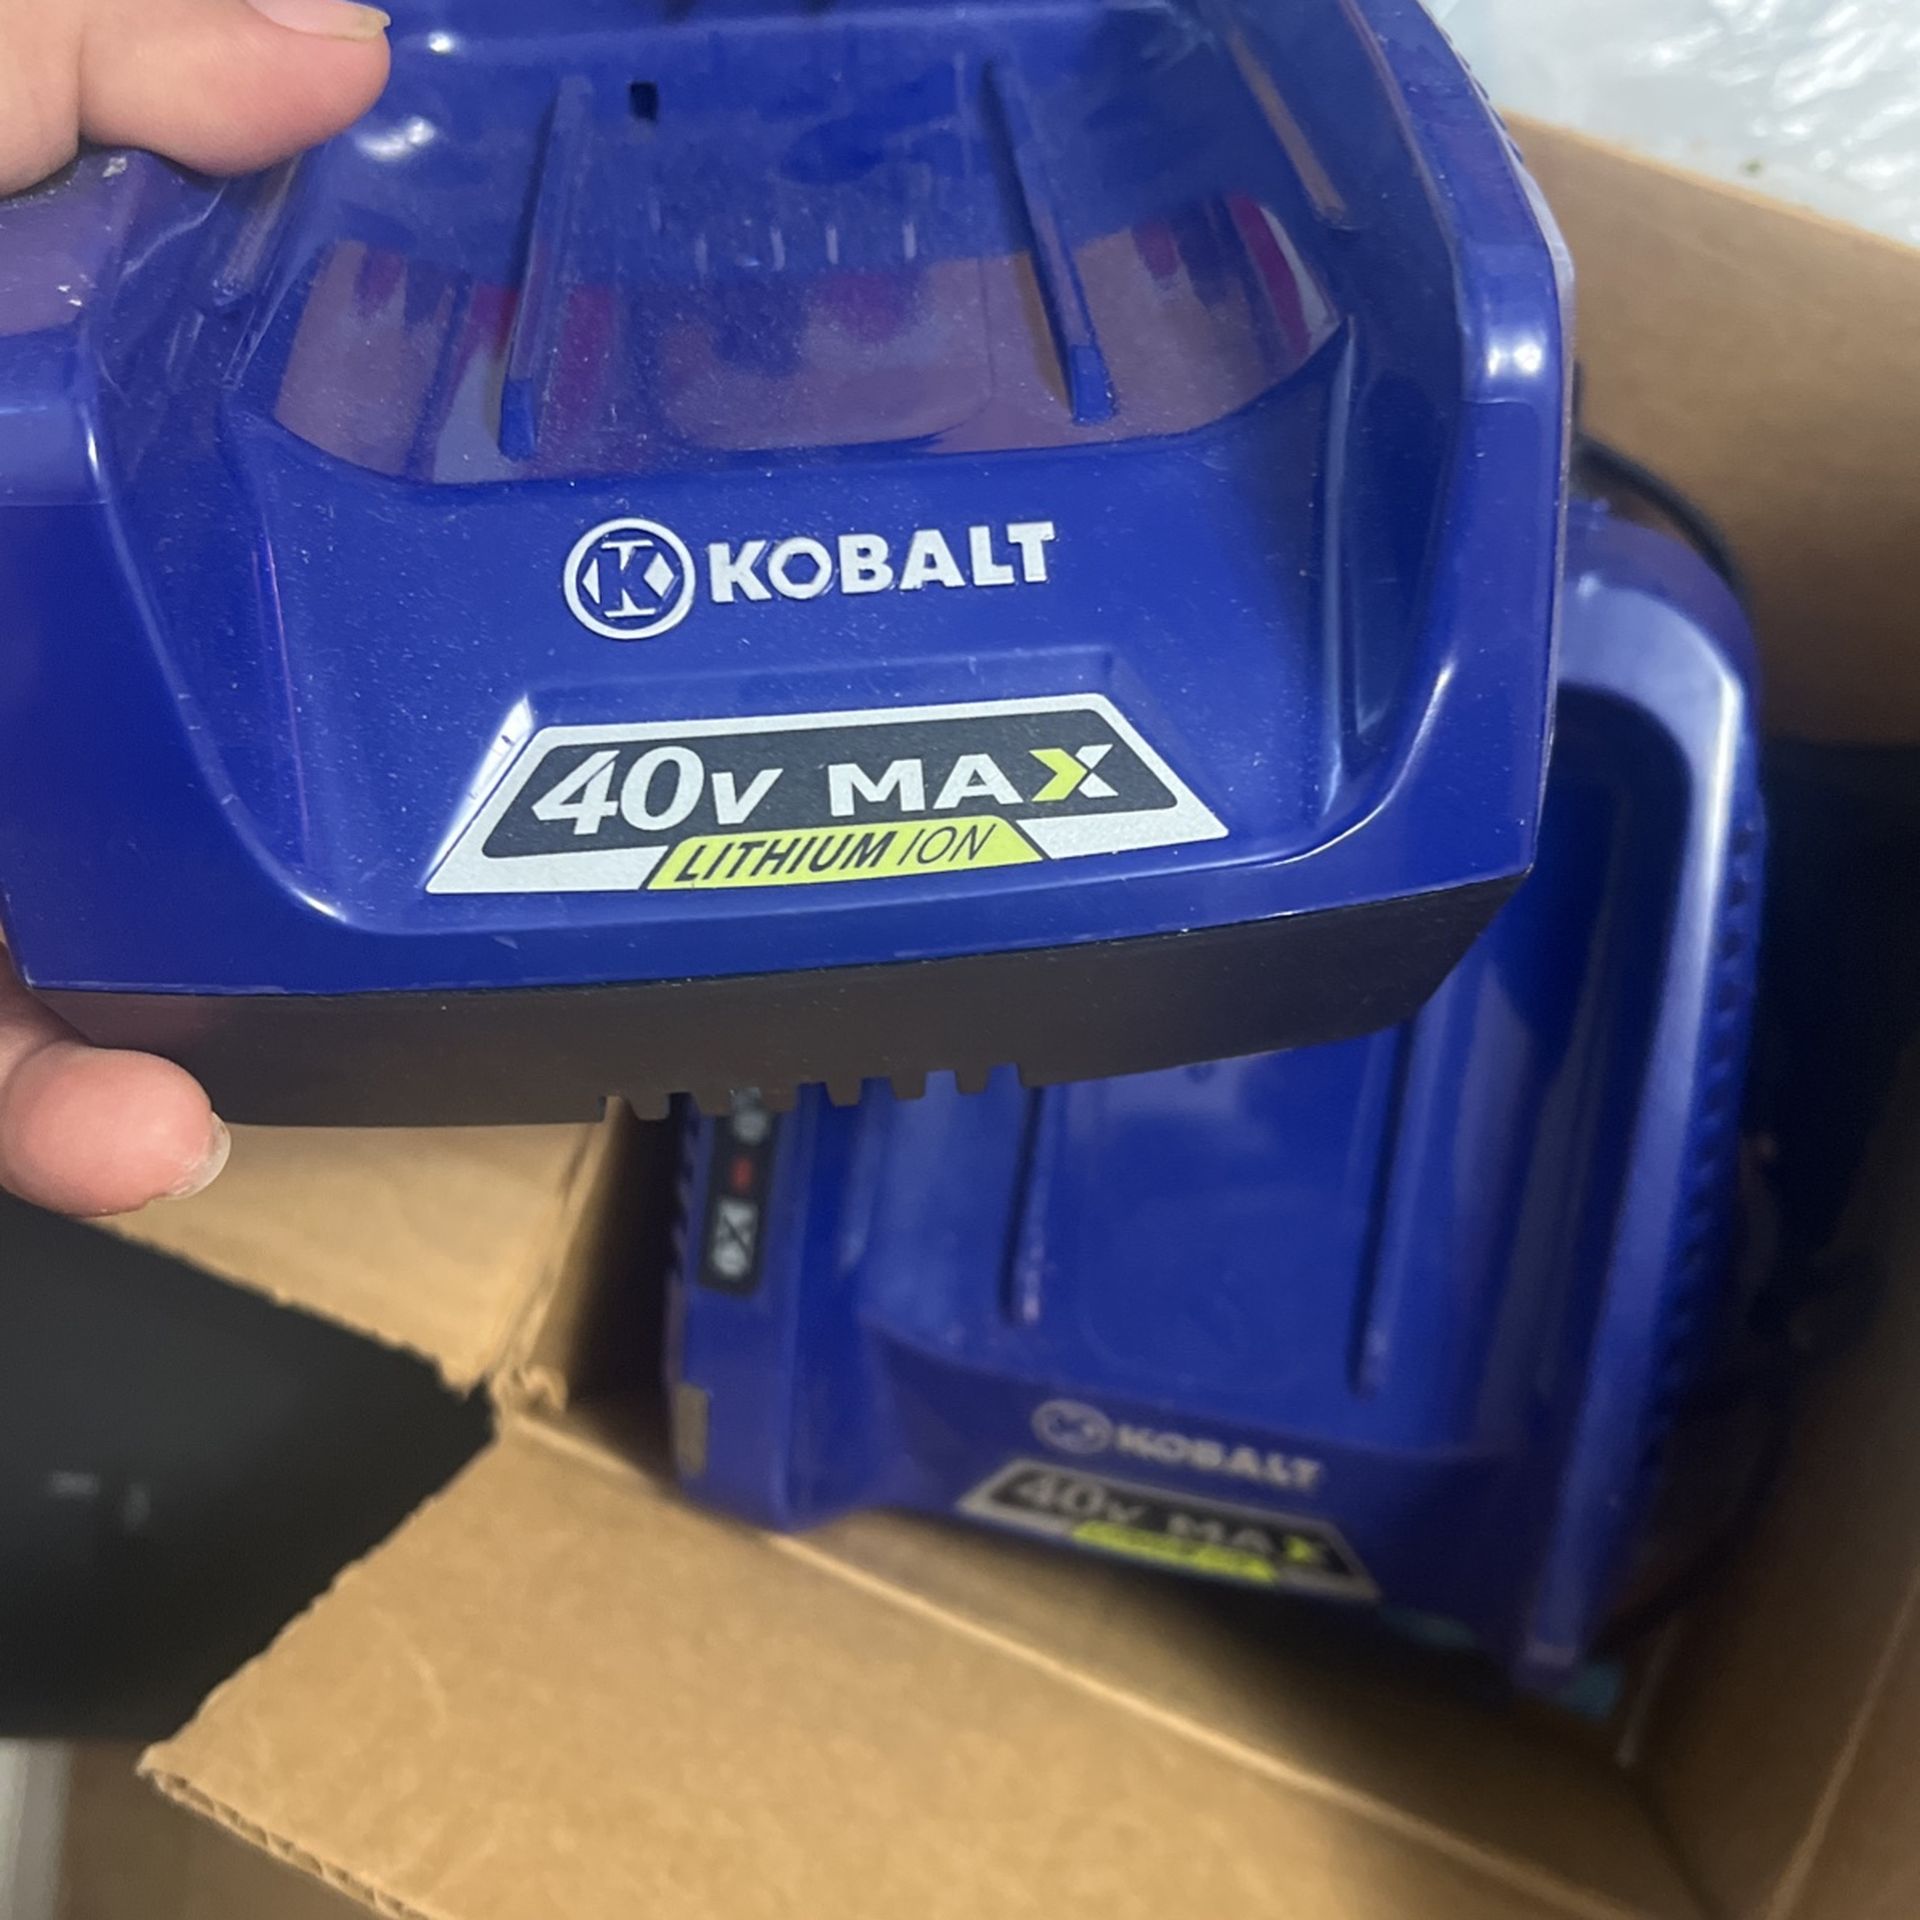 KOBALT
40V MAX
LITHIUM ION
KOBALT
40V MAX